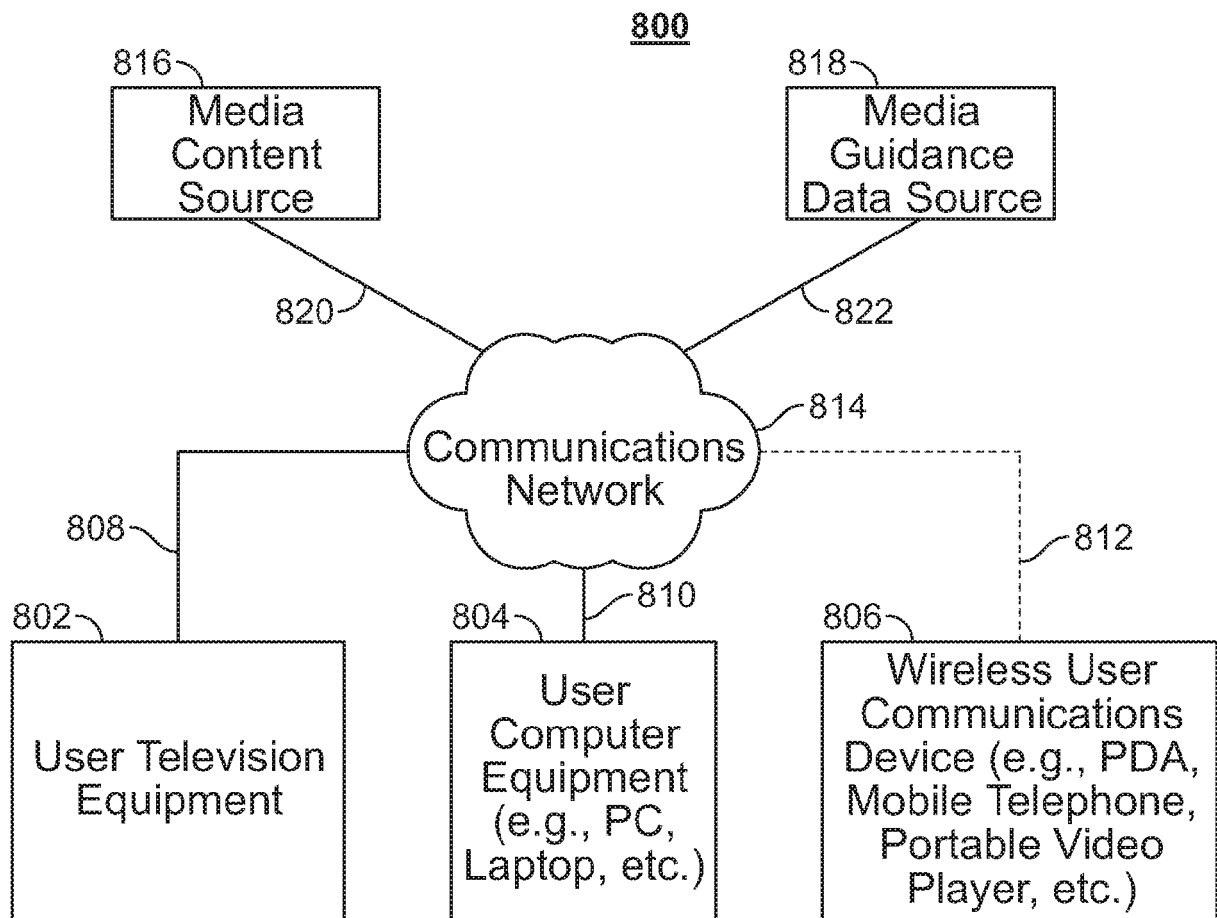 800
816
Media
Content
Source
818
Media
Guidance
Data Source
820
822
814
Communications
Network
808
810
812
802
User Television
Equipment
804
User
Computer
Equipment
(e.g., PC,
Laptop, etc.)
806
Wireless User
Communications
Device (e.g., PDA,
Mobile Telephone,
Portable Video
Player, etc.)